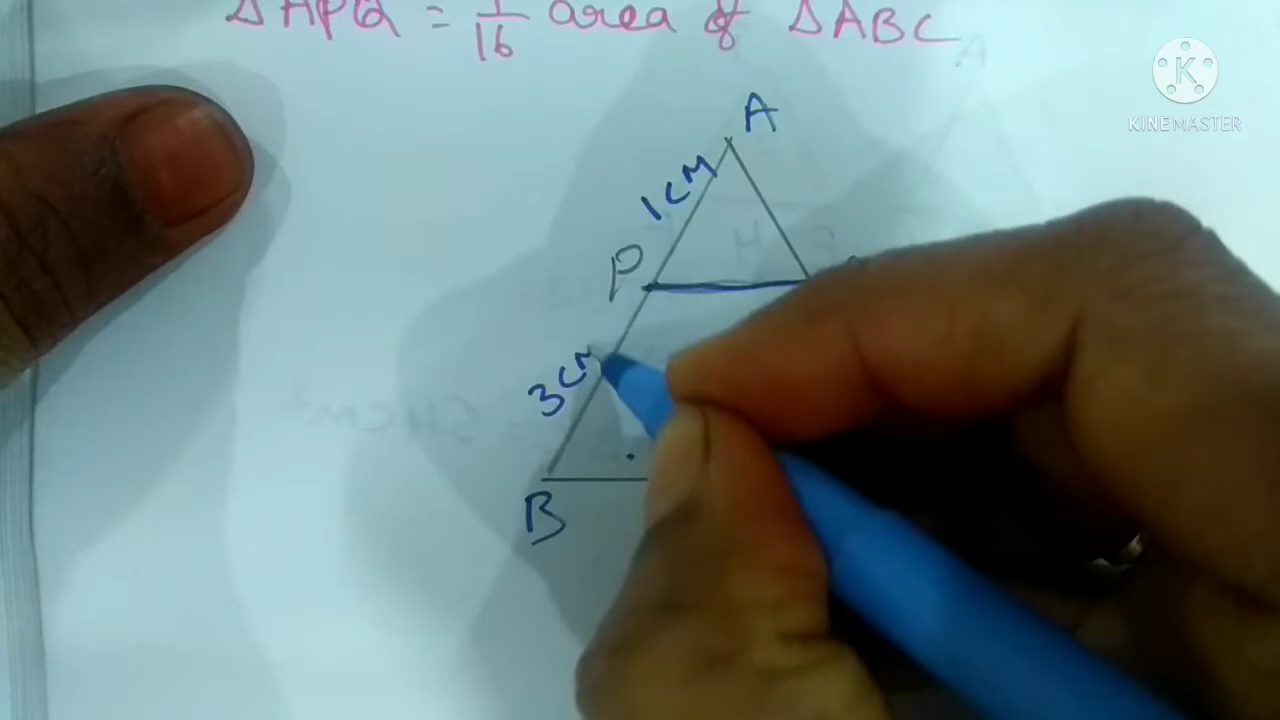 ΔAPQ = 1/16 area of ΔABC
A
1CM
P
3CM
B
KINEMASTER